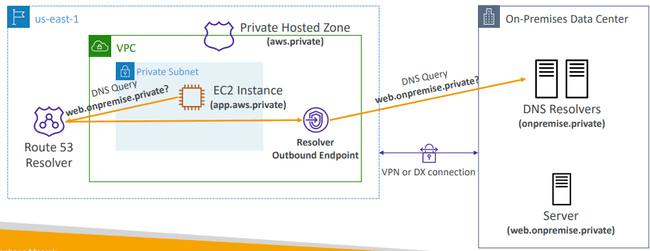 us-east-1
Private Hosted Zone
(aws.private)
On-Premises Data Center
VPC
Private Subnet
DNS Query
web.onpremise.private?
EC2 Instance
(app.aws.private)
Route 53
Resolver
Resolver
Outbound Endpoint
DNS Query
web.onpremise.private?
DNS Resolvers
(onpremise.private)
VPN or DX connection
Server
(web.onpremise.private)